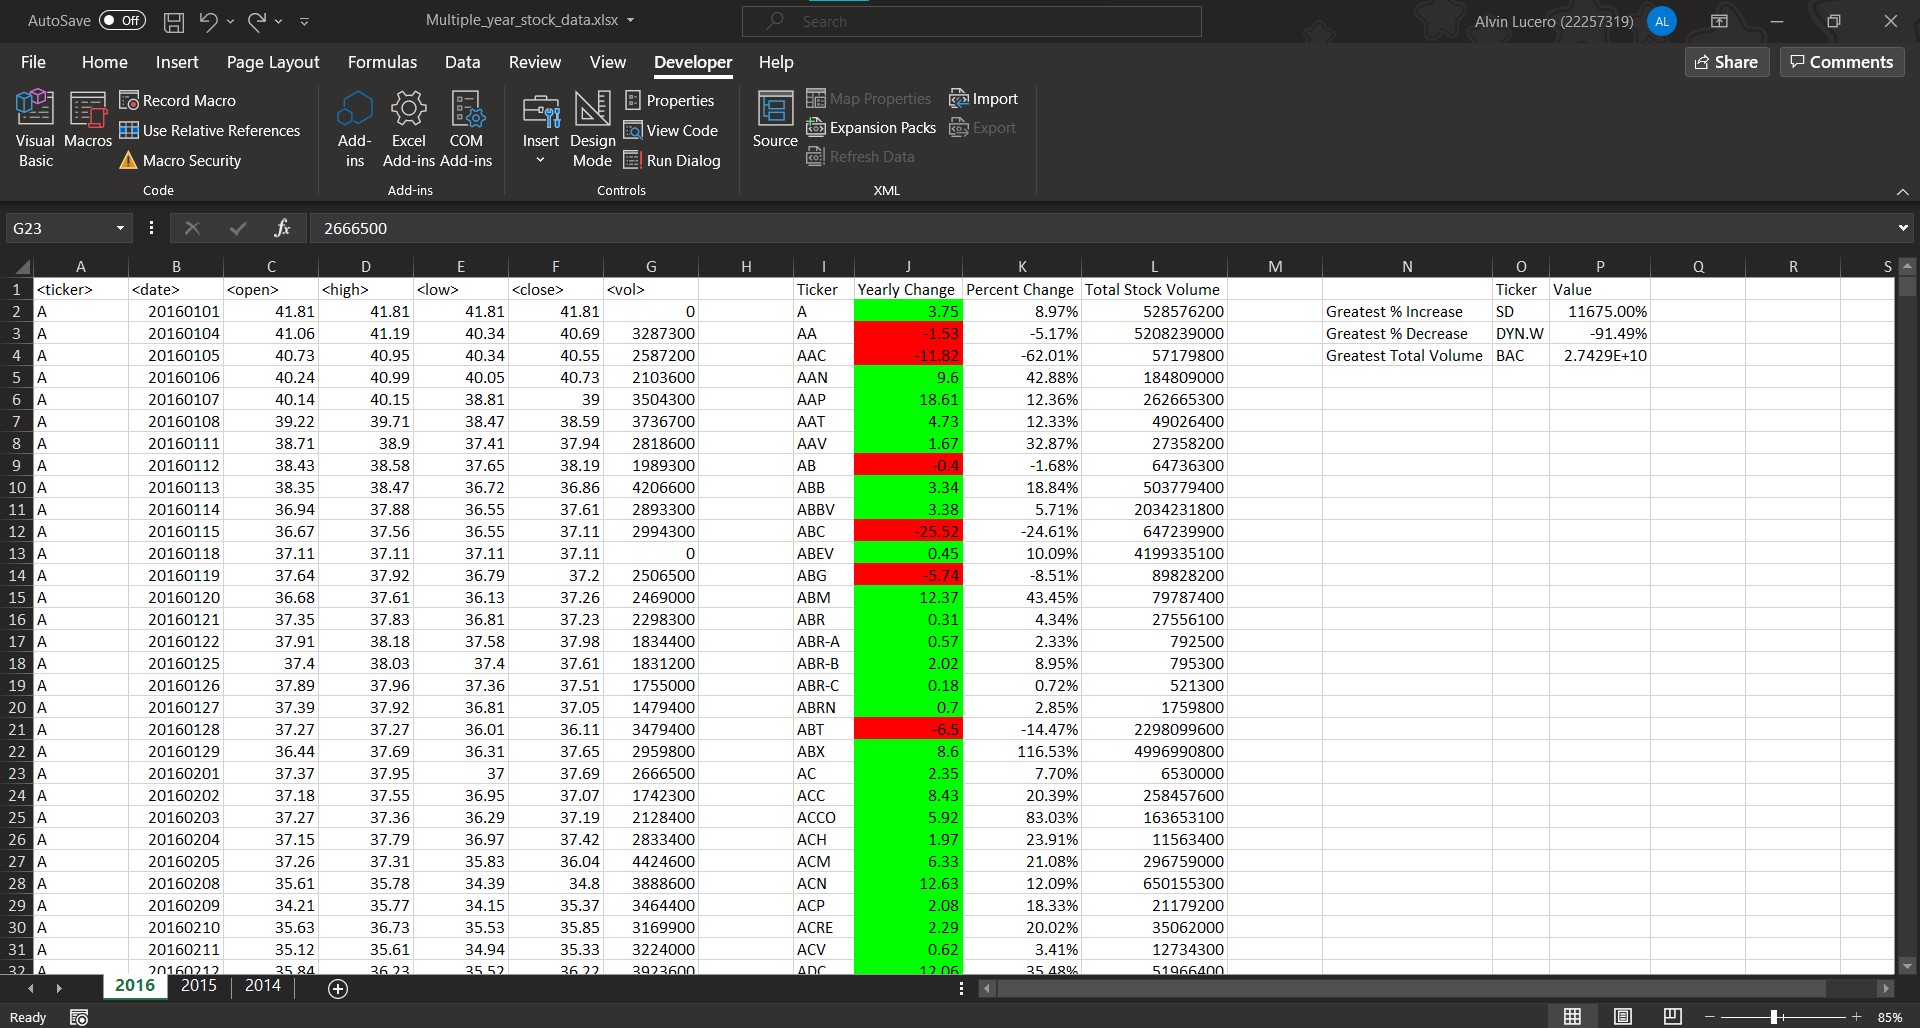 AutoSave Off Multiple_year_stock_data.xlsx Search Alvin Lucero (22257319) AL
File Home Insert Page Layout Formulas Data Review View Developer Help Share Comments
Visual Basic
Macros
Record Macro
Use Relative References
Macro Security
Code
Add-ins
Excel Add-ins
COM Add-ins
Add-ins
Insert
Design Mode
Properties
View Code
Run Dialog
Controls
Source
Map Properties
Expansion Packs
Refresh Data
Import
Export
XML
G23 fx 2666500
A B C D E F G H I J K L M N O P Q R S
1 <ticker> <date> <open> <high> <low> <close> <vol> Ticker Yearly Change Percent Change Total Stock Volume Ticker Value
2 A 20160101 41.81 41.81 41.81 41.81 0 A 3.75 8.97% 528576200 Greatest % Increase SD 11675.00%
3 A 20160104 41.06 41.19 40.34 40.69 3287300 AA -1.53 -5.17% 5208239000 Greatest % Decrease DYN.W -91.49%
4 A 20160105 40.73 40.95 40.34 40.55 2587200 AAC -11.82 -62.01% 57179800 Greatest Total Volume BAC 2.7429E+10
5 A 20160106 40.24 40.99 40.05 40.73 2103600 AAN 9.6 42.88% 184809000
6 A 20160107 40.14 40.15 38.81 39 3504300 AAP 18.61 12.36% 262665300
7 A 20160108 39.22 39.71 38.47 38.59 3736700 AAT 4.73 12.33% 49026400
8 A 20160111 38.71 38.9 37.41 37.94 2818600 AAV 1.67 32.87% 27358200
9 A 20160112 38.43 38.58 37.65 38.19 1989300 AB -0.4 -1.68% 64736300
10 A 20160113 38.35 38.47 36.72 36.86 4206600 ABB 3.34 18.84% 503779400
11 A 20160114 36.94 37.88 36.55 37.61 2893300 ABBV 3.38 5.71% 2034231800
12 A 20160115 36.67 37.56 36.55 37.11 2994300 ABC -25.52 -24.61% 647239900
13 A 20160118 37.11 37.11 37.11 37.11 0 ABEV 0.45 10.09% 4199335100
14 A 20160119 37.64 37.92 36.79 37.2 2506500 ABG -5.74 -8.51% 89828200
15 A 20160120 36.68 37.61 36.13 37.26 2469000 ABM 12.37 43.45% 79787400
16 A 20160121 37.35 37.83 36.81 37.23 2298300 ABR 0.31 4.34% 27556100
17 A 20160122 37.91 38.18 37.58 37.98 1834400 ABR-A 0.57 2.33% 792500
18 A 20160125 37.4 38.03 37.4 37.61 1831200 ABR-B 2.02 8.95% 795300
19 A 20160126 37.89 37.96 37.36 37.51 1755000 ABR-C 0.18 0.72% 521300
20 A 20160127 37.39 37.92 36.81 37.05 1479400 ABRN 0.7 2.85% 1759800
21 A 20160128 37.27 37.27 36.01 36.11 3479400 ABT -6.5 -14.47% 2298099600
22 A 20160129 36.44 37.69 36.31 37.65 2959800 ABX 8.6 116.53% 4996990800
23 A 20160201 37.37 37.95 37 37.69 2666500 AC 2.35 7.70% 6530000
24 A 20160202 37.18 37.55 36.95 37.07 1742300 ACC 8.43 20.39% 258457600
25 A 20160203 37.27 37.36 36.29 37.19 2128400 ACCO 5.92 83.03% 163653100
26 A 20160204 37.15 37.79 36.97 37.42 2833400 ACH 1.97 23.91% 11563400
27 A 20160205 37.26 37.31 35.83 36.04 4424600 ACM 6.33 21.08% 296759000
28 A 20160208 35.61 35.78 34.39 34.8 3888600 ACN 12.63 12.09% 650155300
29 A 20160209 34.21 35.77 34.15 35.37 3464400 ACP 2.08 18.33% 21179200
30 A 20160210 35.63 36.73 35.53 35.85 3169900 ACRE 2.29 20.02% 35062000
31 A 20160211 35.12 35.61 34.94 35.33 3224000 ACV 0.62 3.41% 12734300
32 A 20160212 35.84 36.23 35.52 36.22 3923600 ADC 12.06 35.48% 51966400
2016 2015 2014
Ready 85%